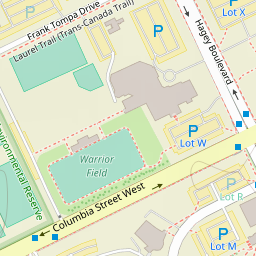 Frank Tompa Drive
Laurel Trail (Trans-Canada Trail)
Hagey Boulevard
P
Lot X
P
P
P
Lot W
Warrior
Field
Environmental Reserve
Columbia Street West
P
Lot R
P
Lot M